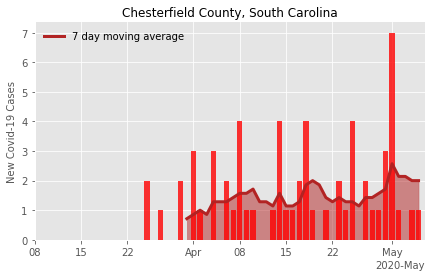 Chesterfield County, South Carolina
7 day moving average
New Covid-19 Cases
7
6
5
4
3
2
1
0
08 15 22 Apr 08 15 22 May
2020-May